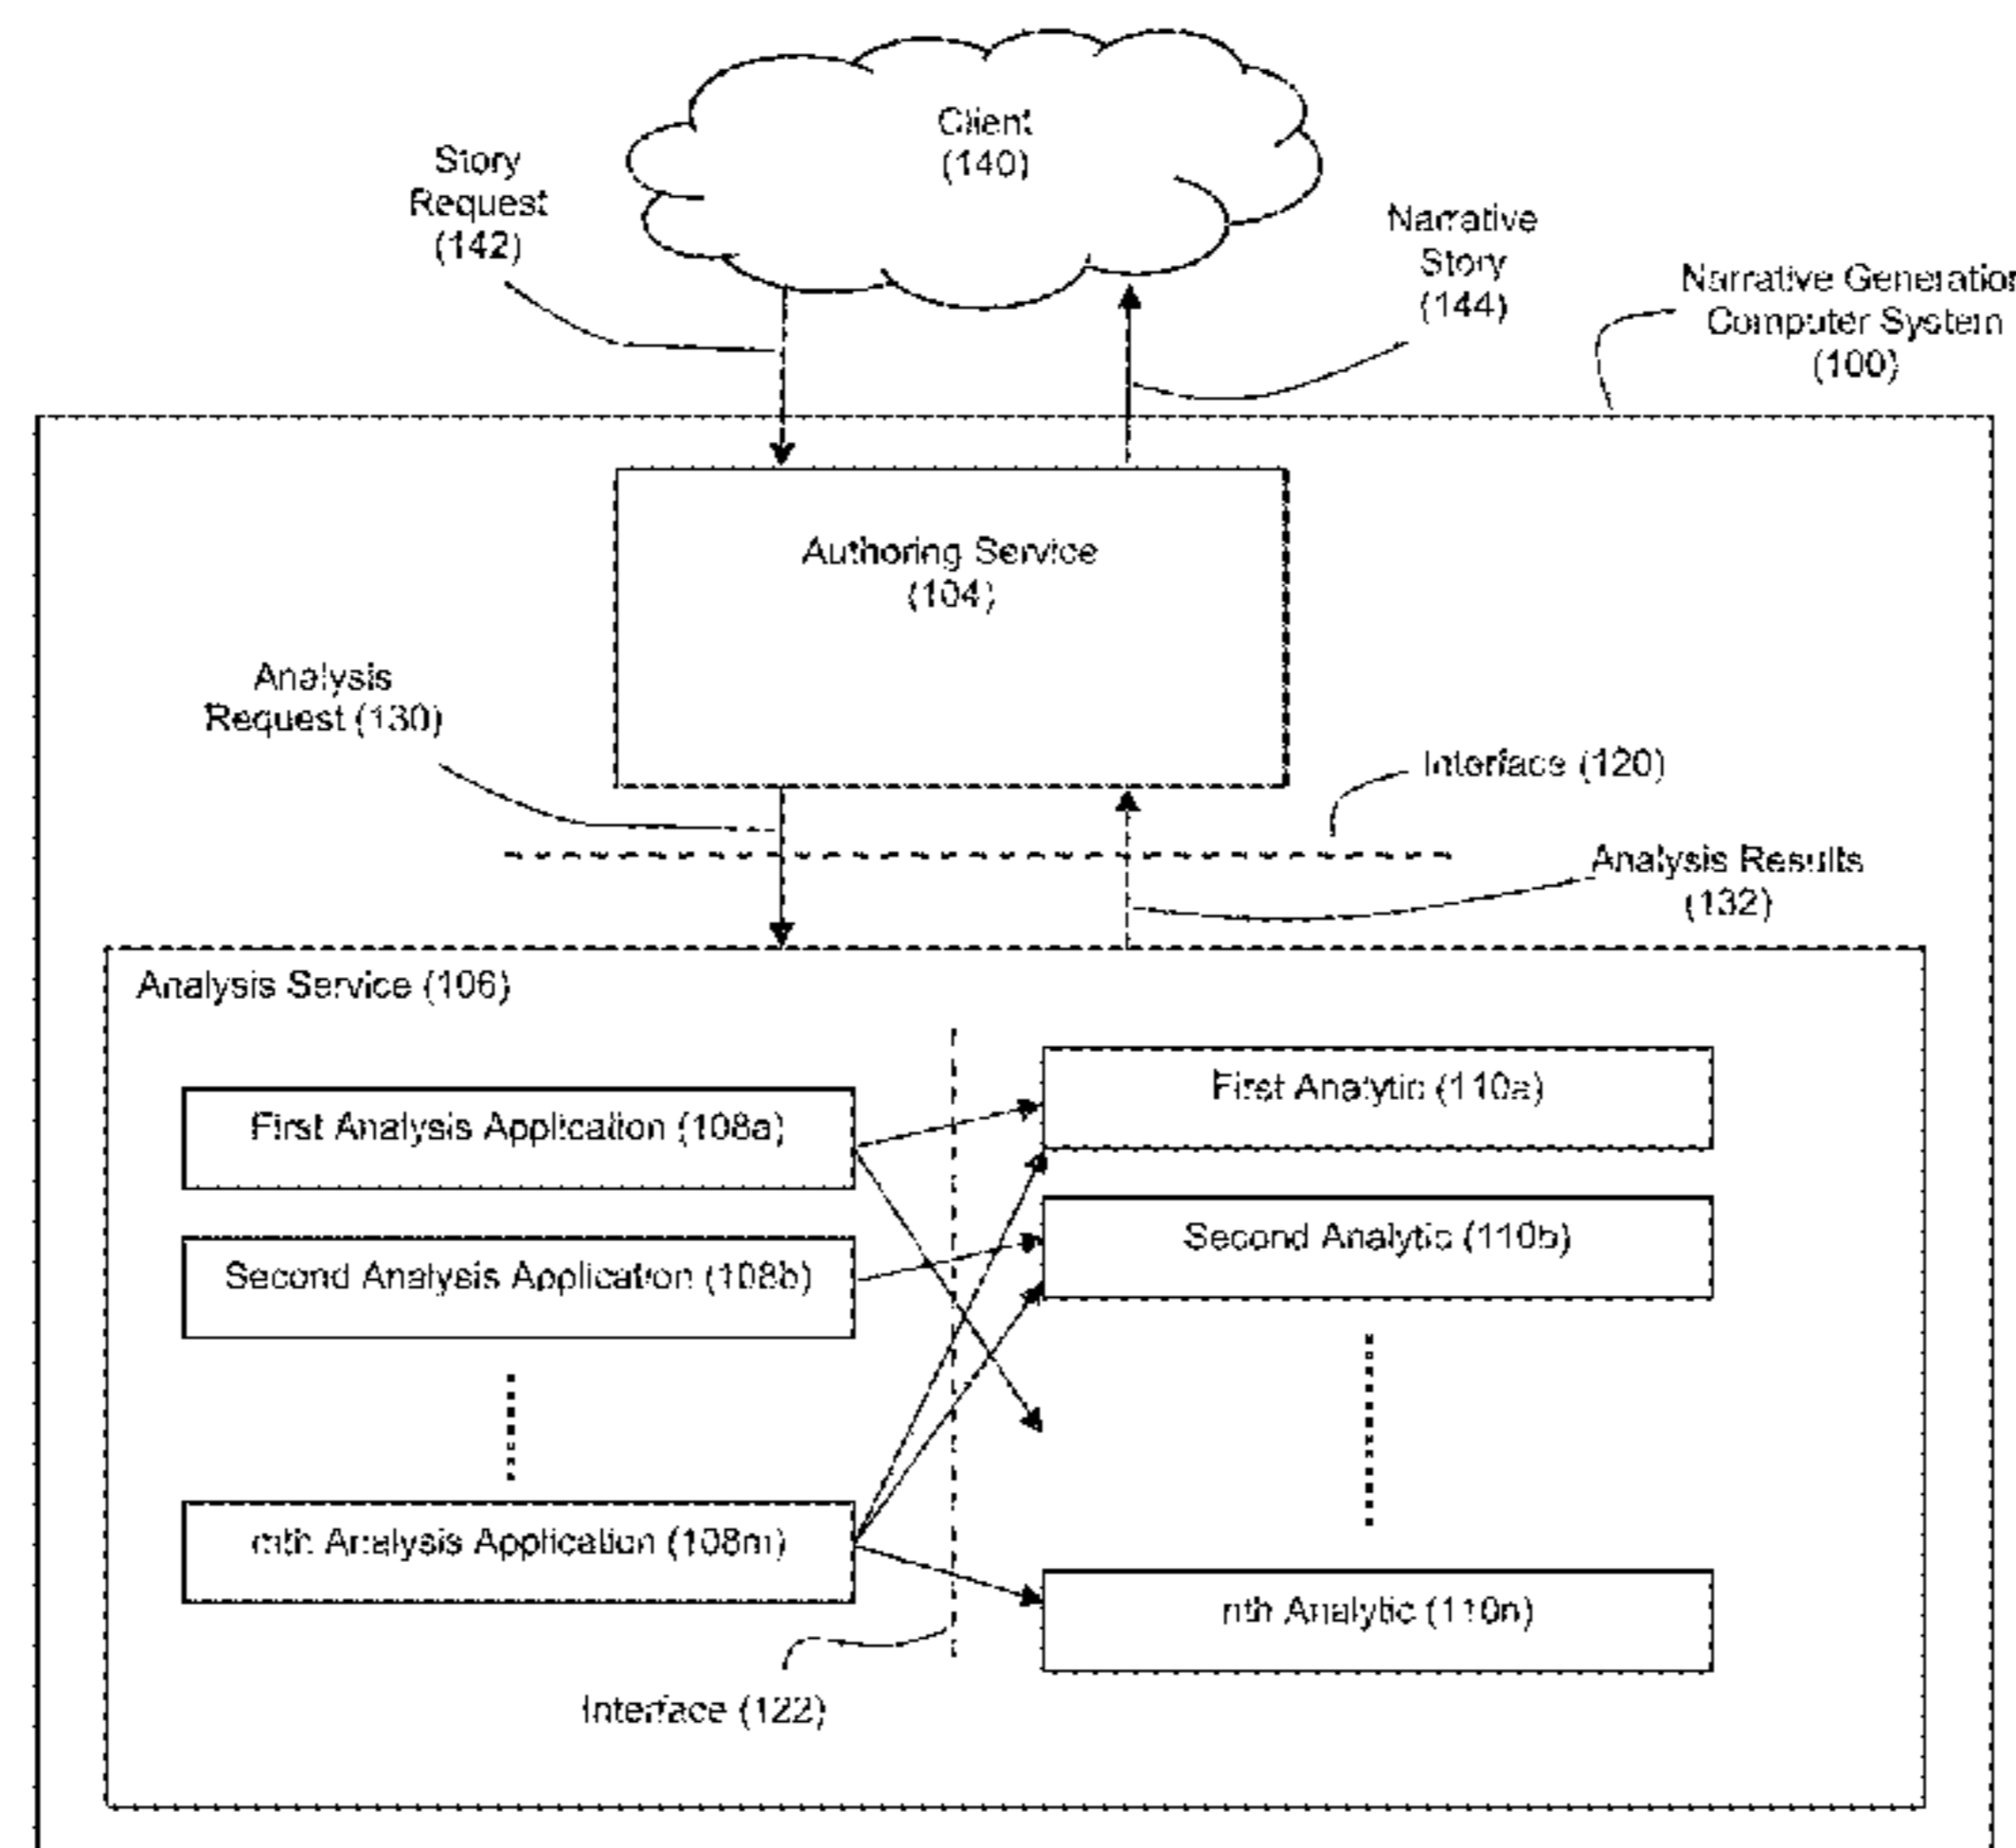 Client
(140)
Story
Request
(142)
Narrative
Story
(144)
Narrative Generation
Computer System
(100)
Authoring Service
(104)
Analysis
Request (130)
Interface (120)
Analysis Results
(132)
Analysis Service (106)
First Analysis Application (108a)
First Analytic (110a)
Second Analysis Application (108b)
Second Analytic (110b)
mth Analysis Application (108m)
nth Analytic (110n)
Interface (122)